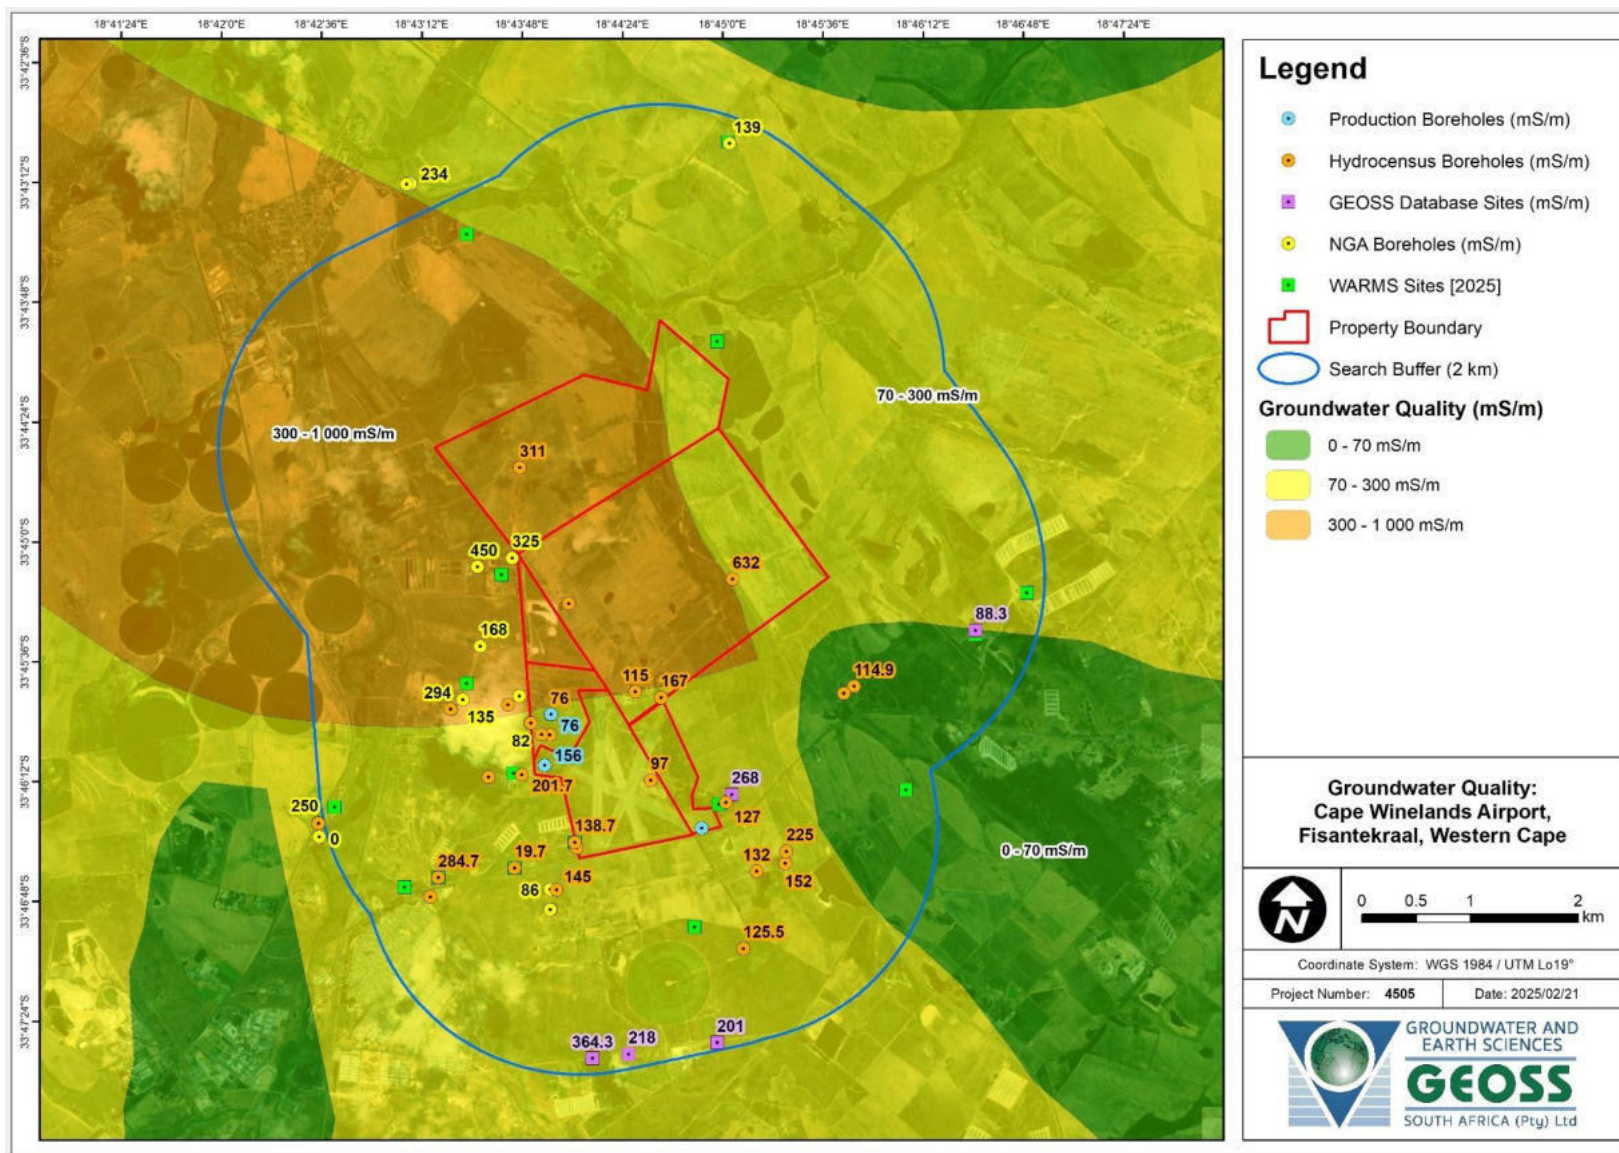 18°41'24"E 18°42'0"E 18°42'36"E 18°43'12"E 18°43'48"E 18°44'24"E 18°45'0"E 18°45'36"E 18°46'12"E 18°46'48"E 18°47'24"E
33°42'36"S
33°43'12"S
33°43'48"S
33°44'24"S
33°45'0"S
33°45'36"S
33°46'12"S
33°46'48"S
33°47'24"S
139
234
70 - 300 mS/m
300 - 1 000 mS/m
311
325
450
632
88.3
168
114.9
115
167
294
76
135
76
82
156
97
201.7
268
250
127
0
138.7
225
19.7
132
284.7
152
86
145
0 - 70 mS/m
125.5
201
218
364.3
Legend
Production Boreholes (mS/m)
Hydrocensus Boreholes (mS/m)
GEOSS Database Sites (mS/m)
NGA Boreholes (mS/m)
WARMS Sites [2025]
Property Boundary
Search Buffer (2 km)
Groundwater Quality (mS/m)
0 - 70 mS/m
70 - 300 mS/m
300 - 1 000 mS/m
Groundwater Quality:
Cape Winelands Airport,
Fisantekraal, Western Cape
N
0 0.5 1 2
km
Coordinate System: WGS 1984 / UTM Lo19°
Project Number: 4505 Date: 2025/02/21
GROUNDWATER AND
EARTH SCIENCES
GEOSS
SOUTH AFRICA (Pty) Ltd